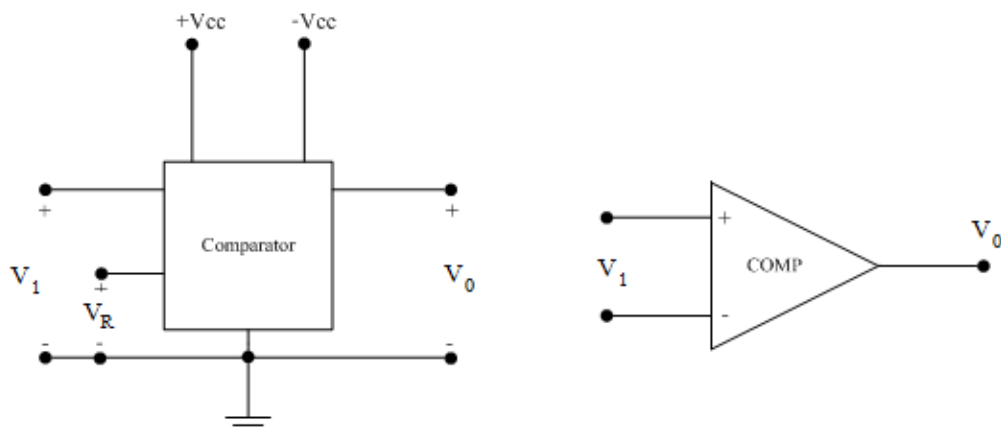 +Vcc -Vcc
+ +
Comparator
V1 V0
+
VR
- - -
+
V1 COMP V0
-